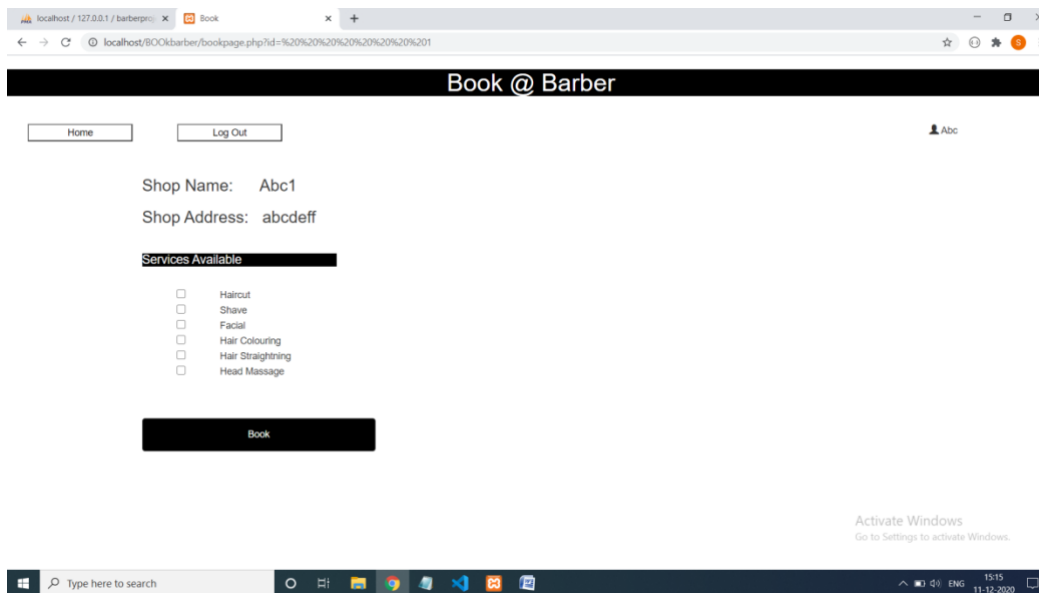 localhost / 127.0.0.1 / barberproj
Book
localhost/BOOkbarber/bookpage.php?id=%20%20%20%20%20%20%20%201
S
Book @ Barber
Home
Log Out
Abc
Shop Name: Abc1
Shop Address: abcdeff
Services Available
Haircut
Shave
Facial
Hair Colouring
Hair Straightning
Head Massage
Book
Activate Windows
Go to Settings to activate Windows.
Type here to search
ENG
15:15
11-12-2020